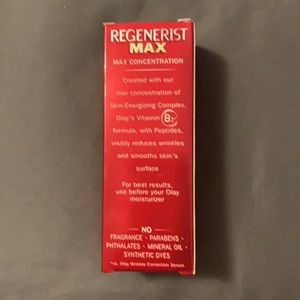 REGENERIST
MAX
MAX CONCENTRATION
Created with our
max concentration of
Skin-Energizing Complex,
Olay's Vitamin B
formula, with Peptides,
visibly reduces wrinkles
and smooths skin's
surface
For best results,
use before your Olay
moisturizer
NO
FRAGRANCE • PARABENS •
PHTHALATES • MINERAL OIL •
SYNTHETIC DYES
*vs. Olay Wrinkle Correction Serum